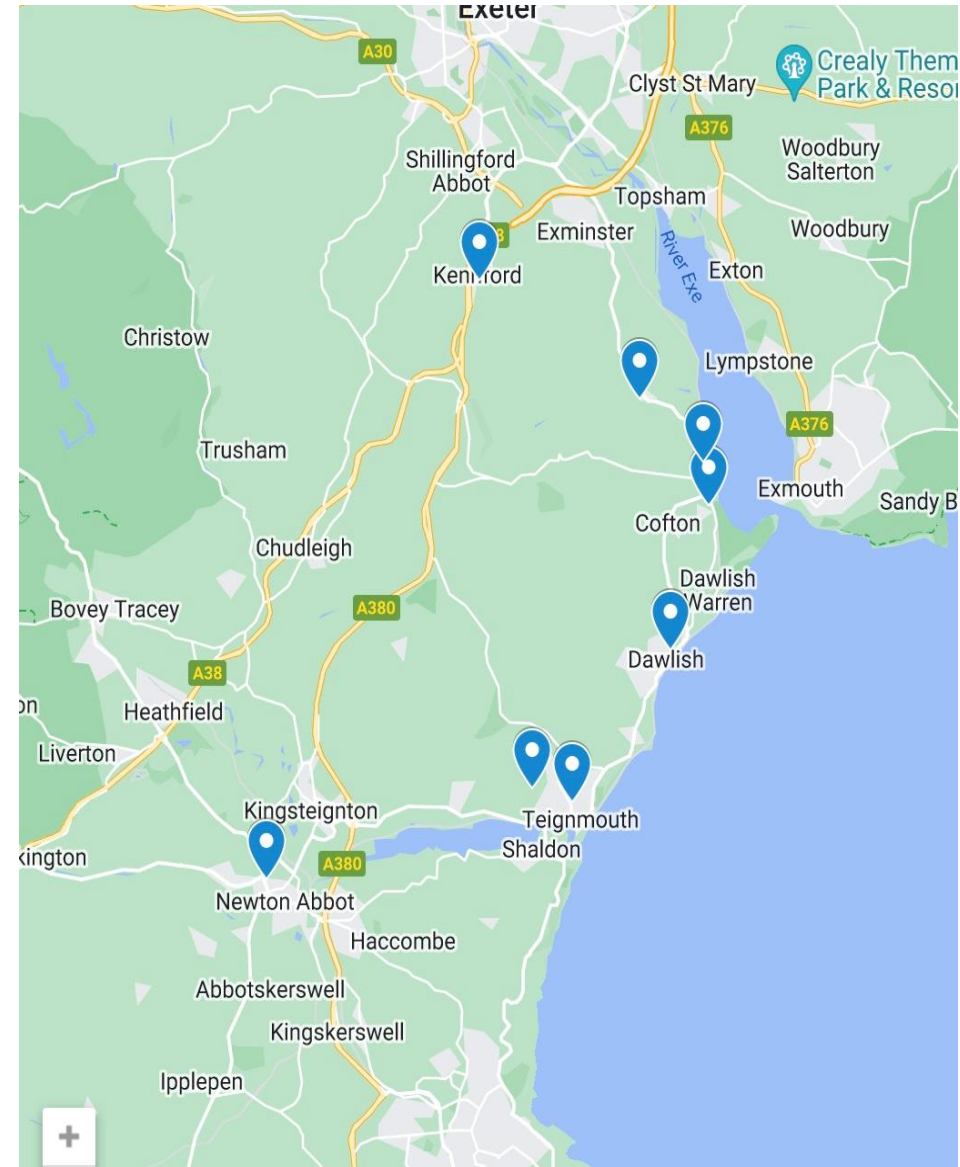 Exeter
A30
Clyst St Mary
Crealy Them
Park & Resor
A376
Shillingford
Abbot
Woodbury
Salterton
Topsham
Exminster
Woodbury
River Exe
Exton
Christow
Lympstone
A376
Trusham
Exmouth
Sandy B
Cofton
Chudleigh
Dawlish
Warren
Bovey Tracey
A380
Dawlish
A38
Heathfield
Liverton
Kingsteignton
Teignmouth
Shaldon
kington
A380
Newton Abbot
Haccombe
Abbotskerswell
Kingskerswell
Ipplepen
+